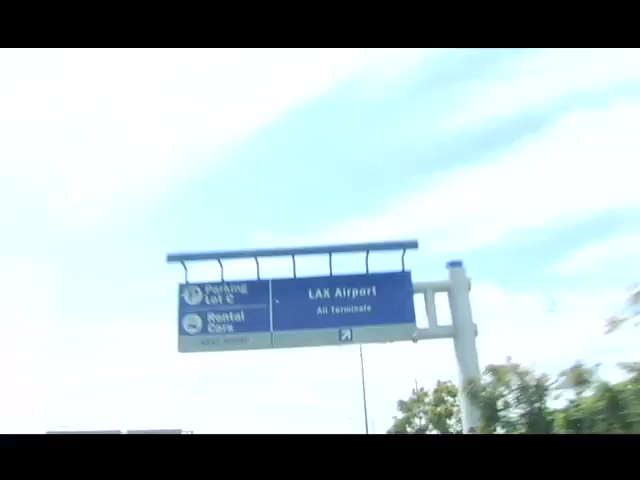 P Parking
Lot C
Rental
Cars
LAX Airport
All Terminals